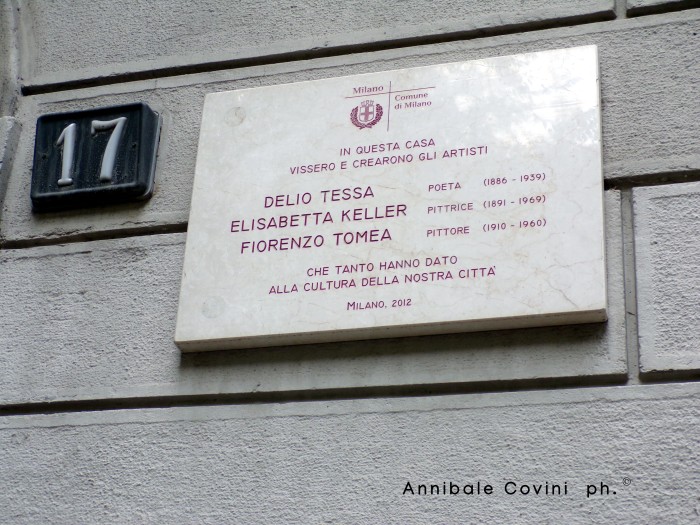 17
Milano
Comune
di Milano
IN QUESTA CASA
VISSERO E CREARONO GLI ARTISTI
DELIO TESSA POETA (1886 - 1939)
ELISABETTA KELLER PITTRICE (1891 - 1969)
FIORENZO TOMEA PITTORE (1910 - 1960)
CHE TANTO HANNO DATO
ALLA CULTURA DELLA NOSTRA CITTA'
MILANO, 2012
Annibale Covini ph.©